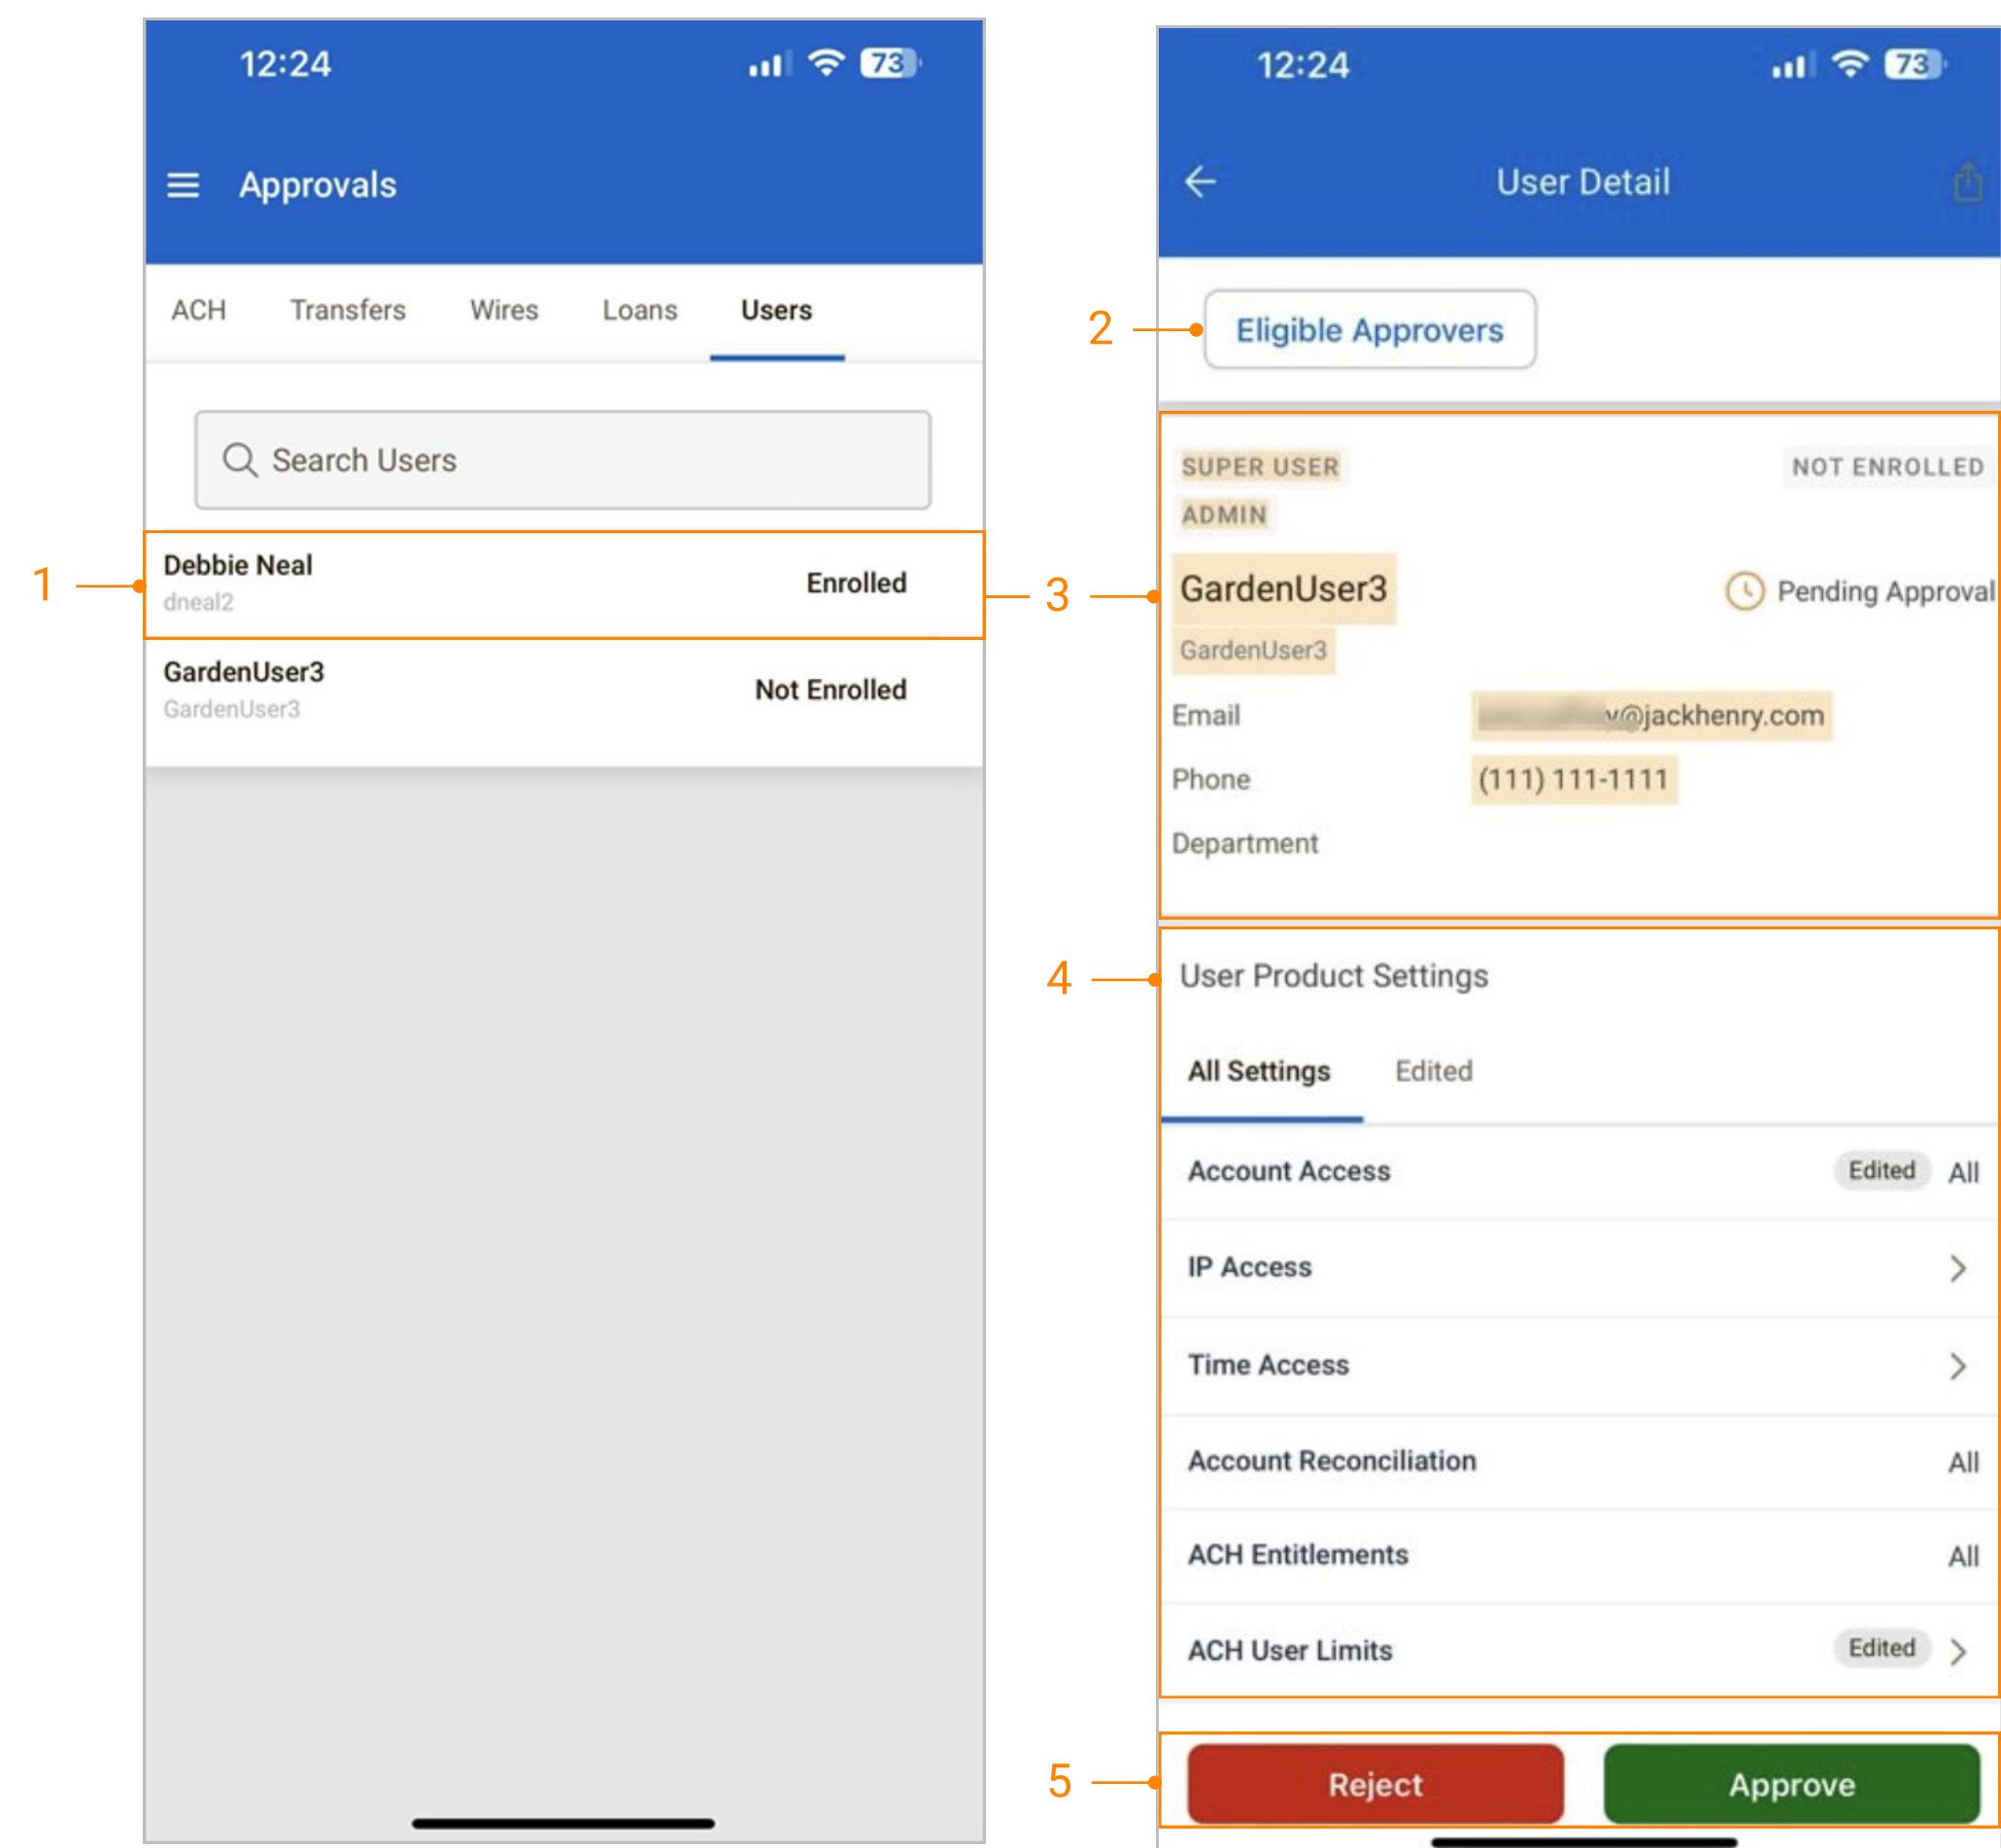 12:24
73
Approvals
ACH Transfers Wires Loans Users
Search Users
1
Debbie Neal
dneal2
Enrolled
GardenUser3
GardenUser3
Not Enrolled
12:24
73
User Detail
2
Eligible Approvers
3
SUPER USER
NOT ENROLLED
ADMIN
GardenUser3
Pending Approval
GardenUser3
Email
@jackhenry.com
Phone (111) 111-1111
Department
4
User Product Settings
All Settings Edited
Account Access Edited All
IP Access
Time Access
Account Reconciliation All
ACH Entitlements All
ACH User Limits Edited
5
Reject Approve